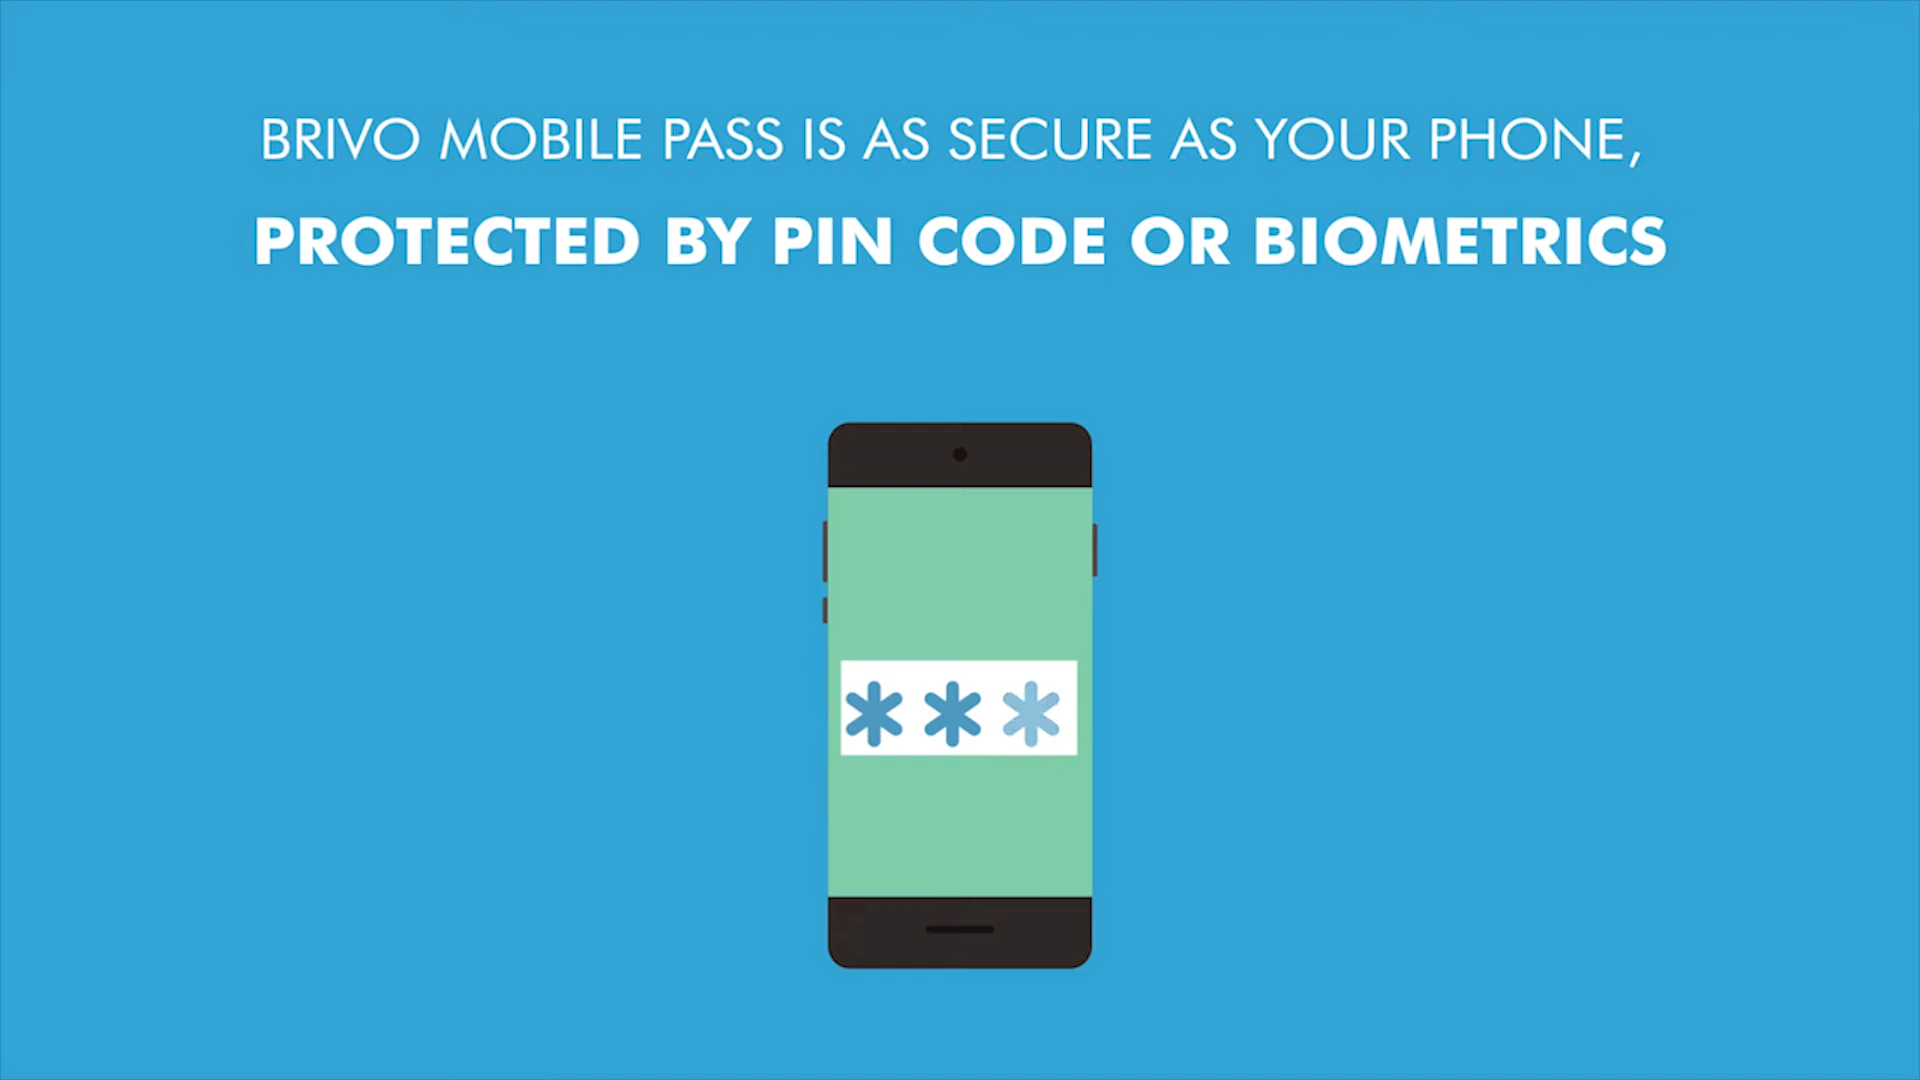 BRIVO MOBILE PASS IS AS SECURE AS YOUR PHONE,
PROTECTED BY PIN CODE OR BIOMETRICS
***